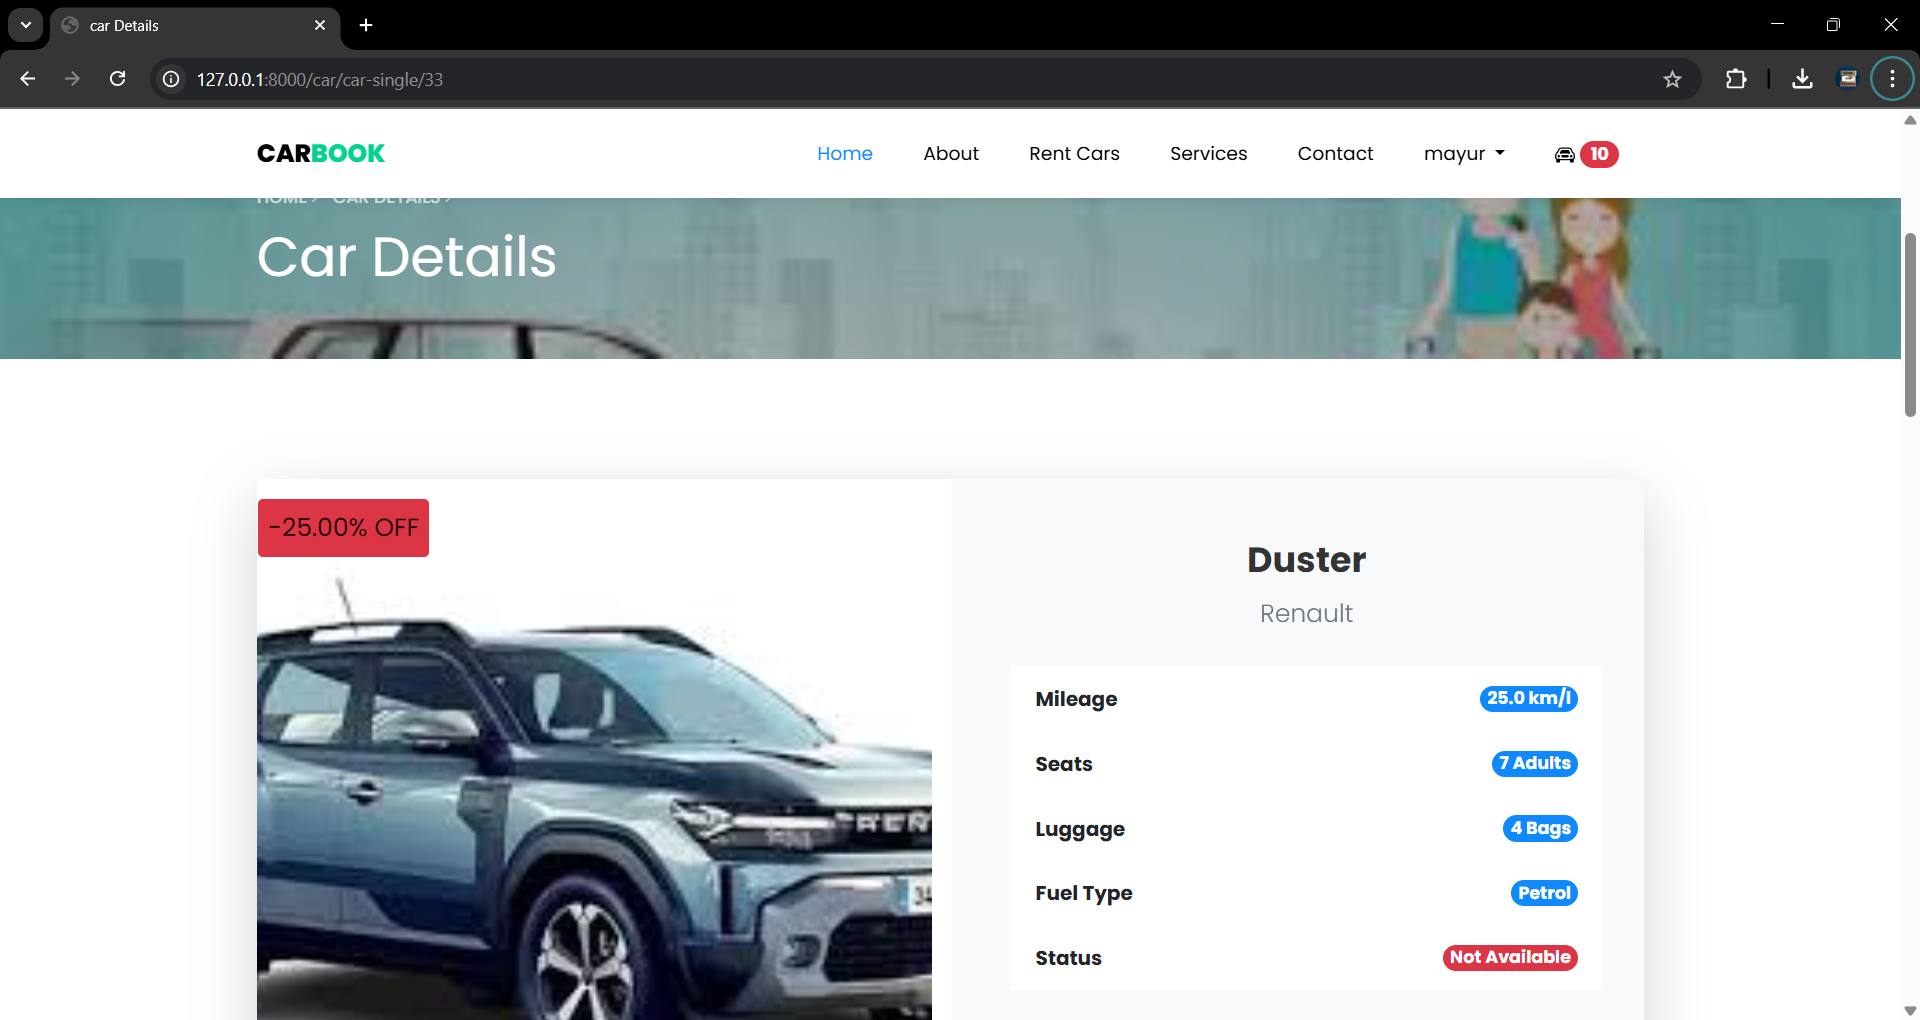 car Details
127.0.0.1:8000/car/car-single/33
CARBOOK
Home
About
Rent Cars
Services
Contact
mayur
10
HOME › CAR DETAILS ›
Car Details
-25.00% OFF
Duster
Renault
Mileage 25.0 km/l
Seats 7 Adults
Luggage 4 Bags
Fuel Type Petrol
Status Not Available